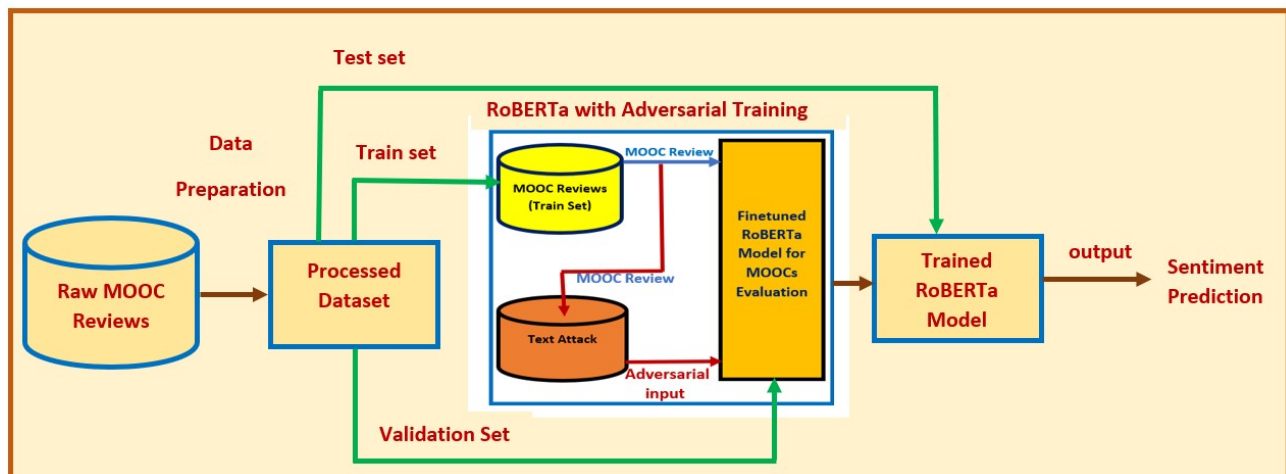 Test set
RoBERTa with Adversarial Training
Data
Preparation
Train set
MOOC Review
MOOC Reviews
(Train Set)
Finetuned
RoBERTa
Model for
MOOCs
Evaluation
Raw MOOC
Reviews
Processed
Dataset
MOOC Review
Text Attack
Adversarial
input
Trained
RoBERTa
Model
output
Sentiment
Prediction
Validation Set